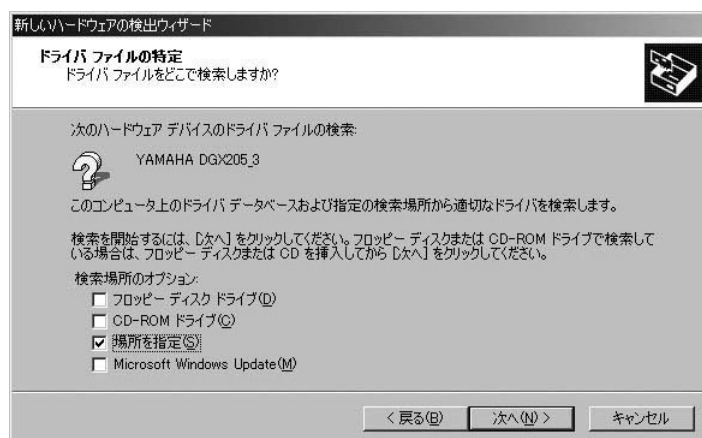 新しいハードウェアの検出ウィザード
ドライバ ファイルの特定
ドライバ ファイルをどこで検索しますか?
次のハードウェア デバイスのドライバ ファイルの検索:
YAMAHA DGX205_3
このコンピュータ上のドライバ データベースおよび指定の検索場所から適切なドライバを検索します。
検索を開始するには、[次へ] をクリックしてください。フロッピー ディスクまたは CD-ROM ドライブで検索して
いる場合は、フロッピー ディスクまたは CD を挿入してから [次へ] をクリックしてください。
検索場所のオプション:
フロッピー ディスク ドライブ(D)
CD-ROM ドライブ(C)
場所を指定(S)
Microsoft Windows Update(M)
< 戻る(B) 次へ(N) > キャンセル